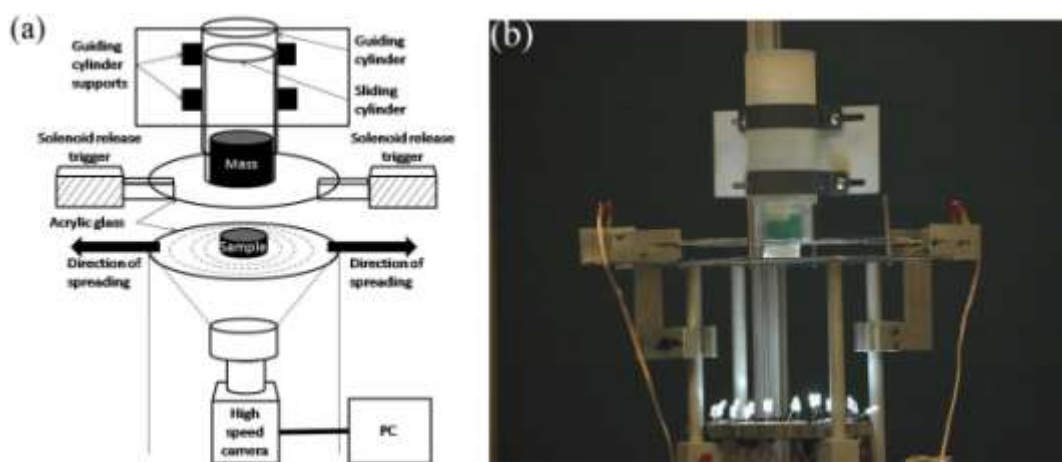 (a)
Guiding
cylinder
supports
Guiding
cylinder
Sliding
cylinder
Solenoid release
trigger
Solenoid release
trigger
Mass
Acrylic glass
Sample
Direction of
spreading
Direction of
spreading
High
speed
camera
PC
(b)